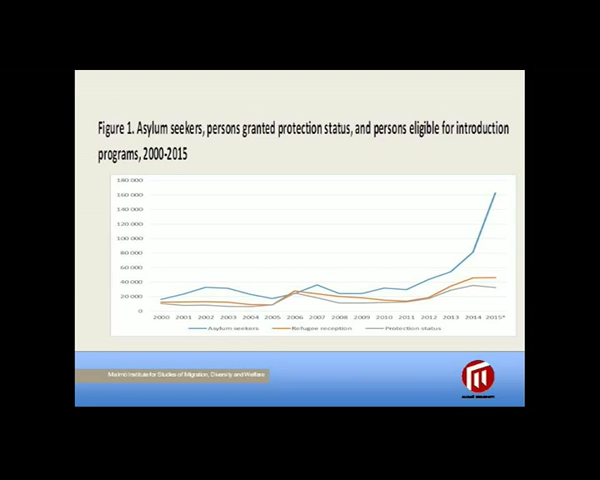 Figure 1. Asylum seekers, persons granted protection status, and persons eligible for introduction
programs, 2000-2015
180 000
160 000
140 000
120 000
100 000
80 000
60 000
40 000
20 000
0
2000 2001 2002 2003 2004 2005 2006 2007 2008 2009 2010 2011 2012 2013 2014 2015*
Asylum seekers Refugee reception Protection status
Malmö Institute for Studies of Migration, Diversity and Welfare